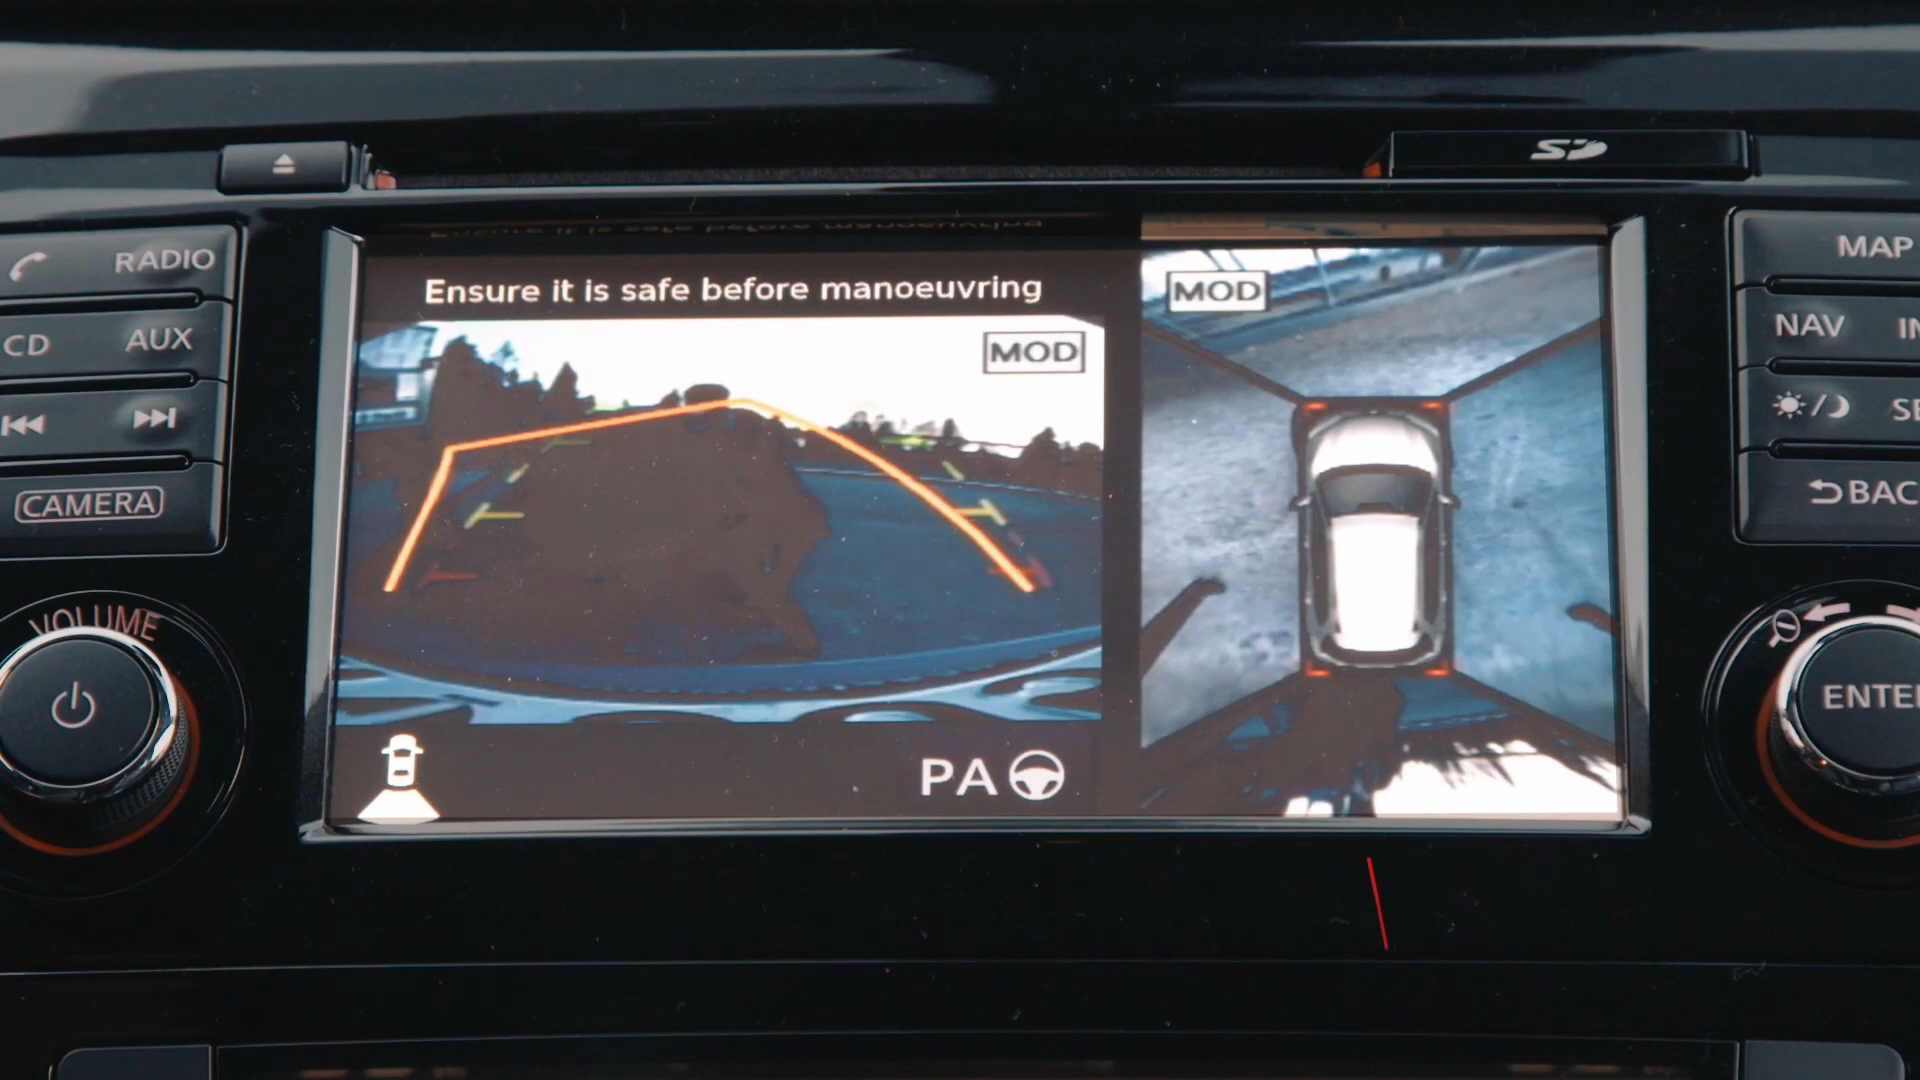 SD
RADIO
CD AUX
CAMERA
VOLUME
Ensure it is safe before manoeuvring
MOD
PA
MOD
MAP
NAV
BAC
ENTE